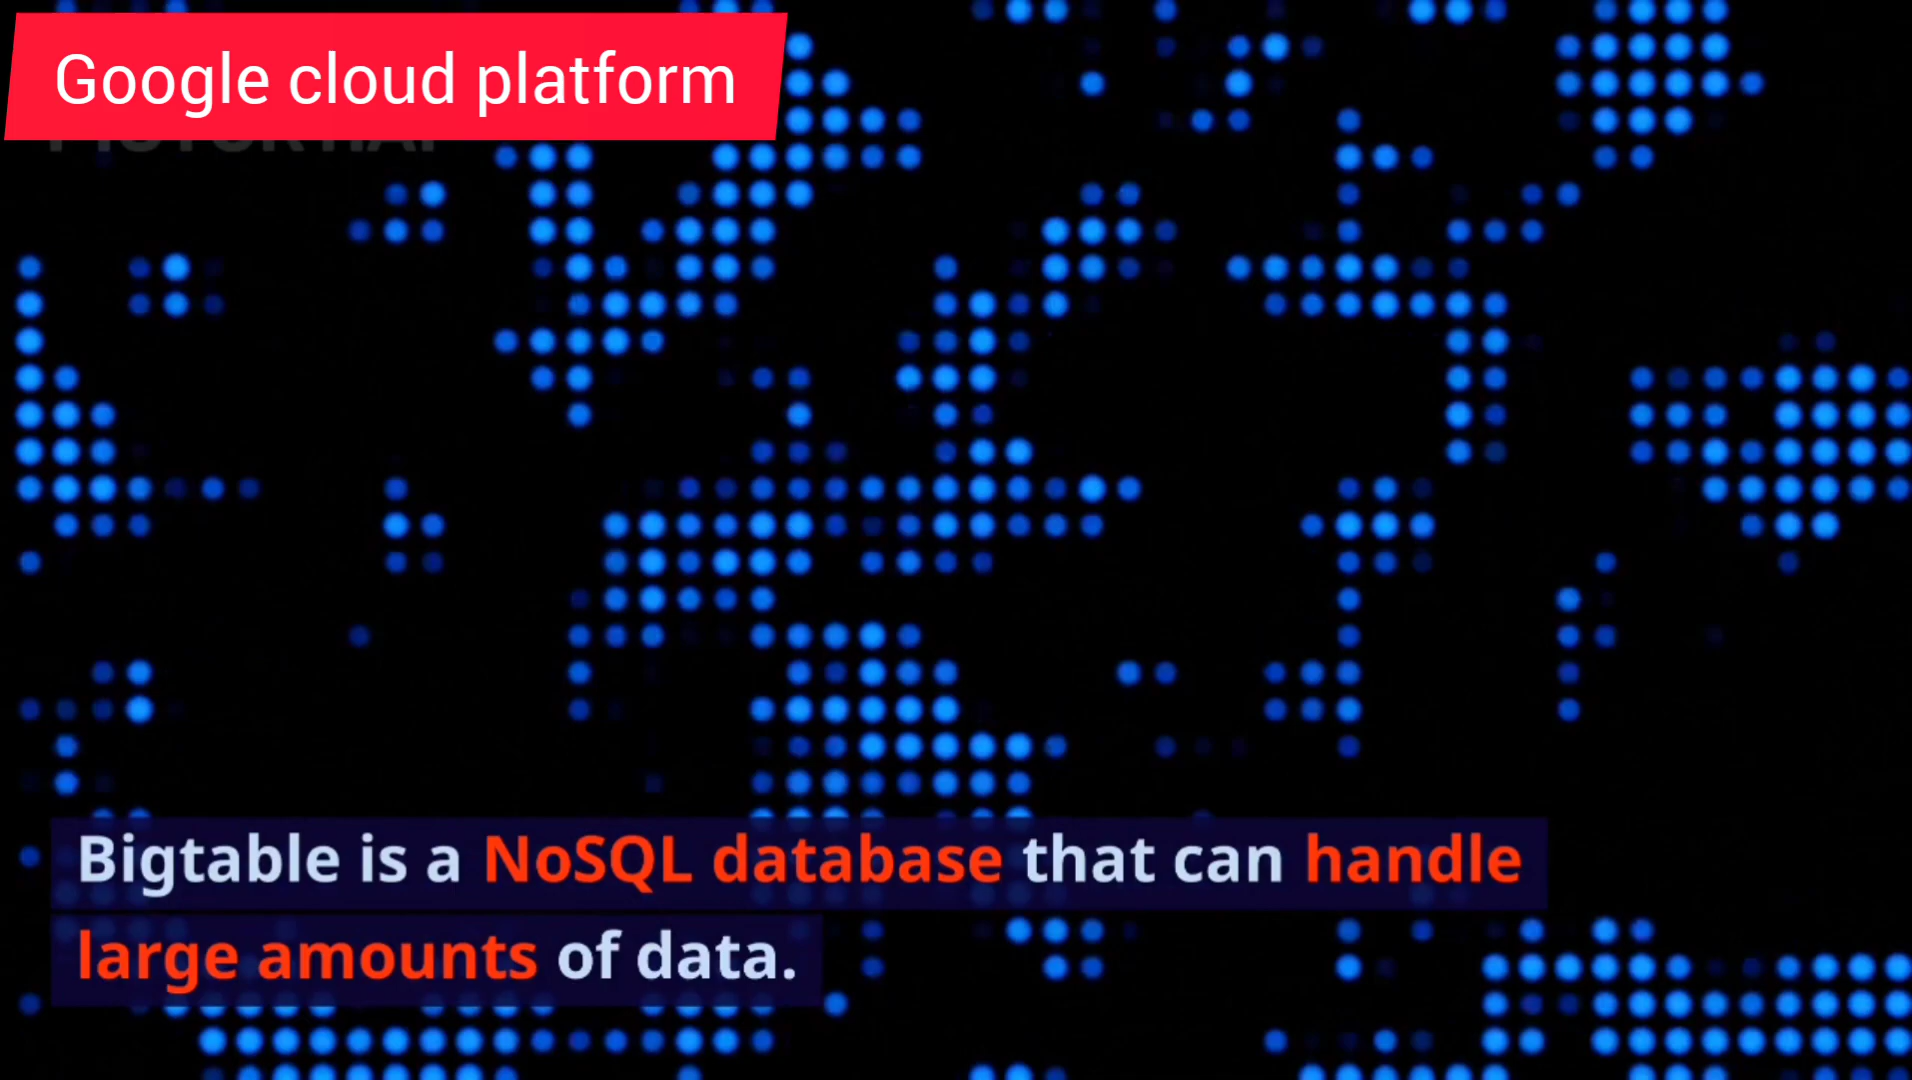 Google cloud platform
Bigtable is a NoSQL database that can handle
large amounts of data.